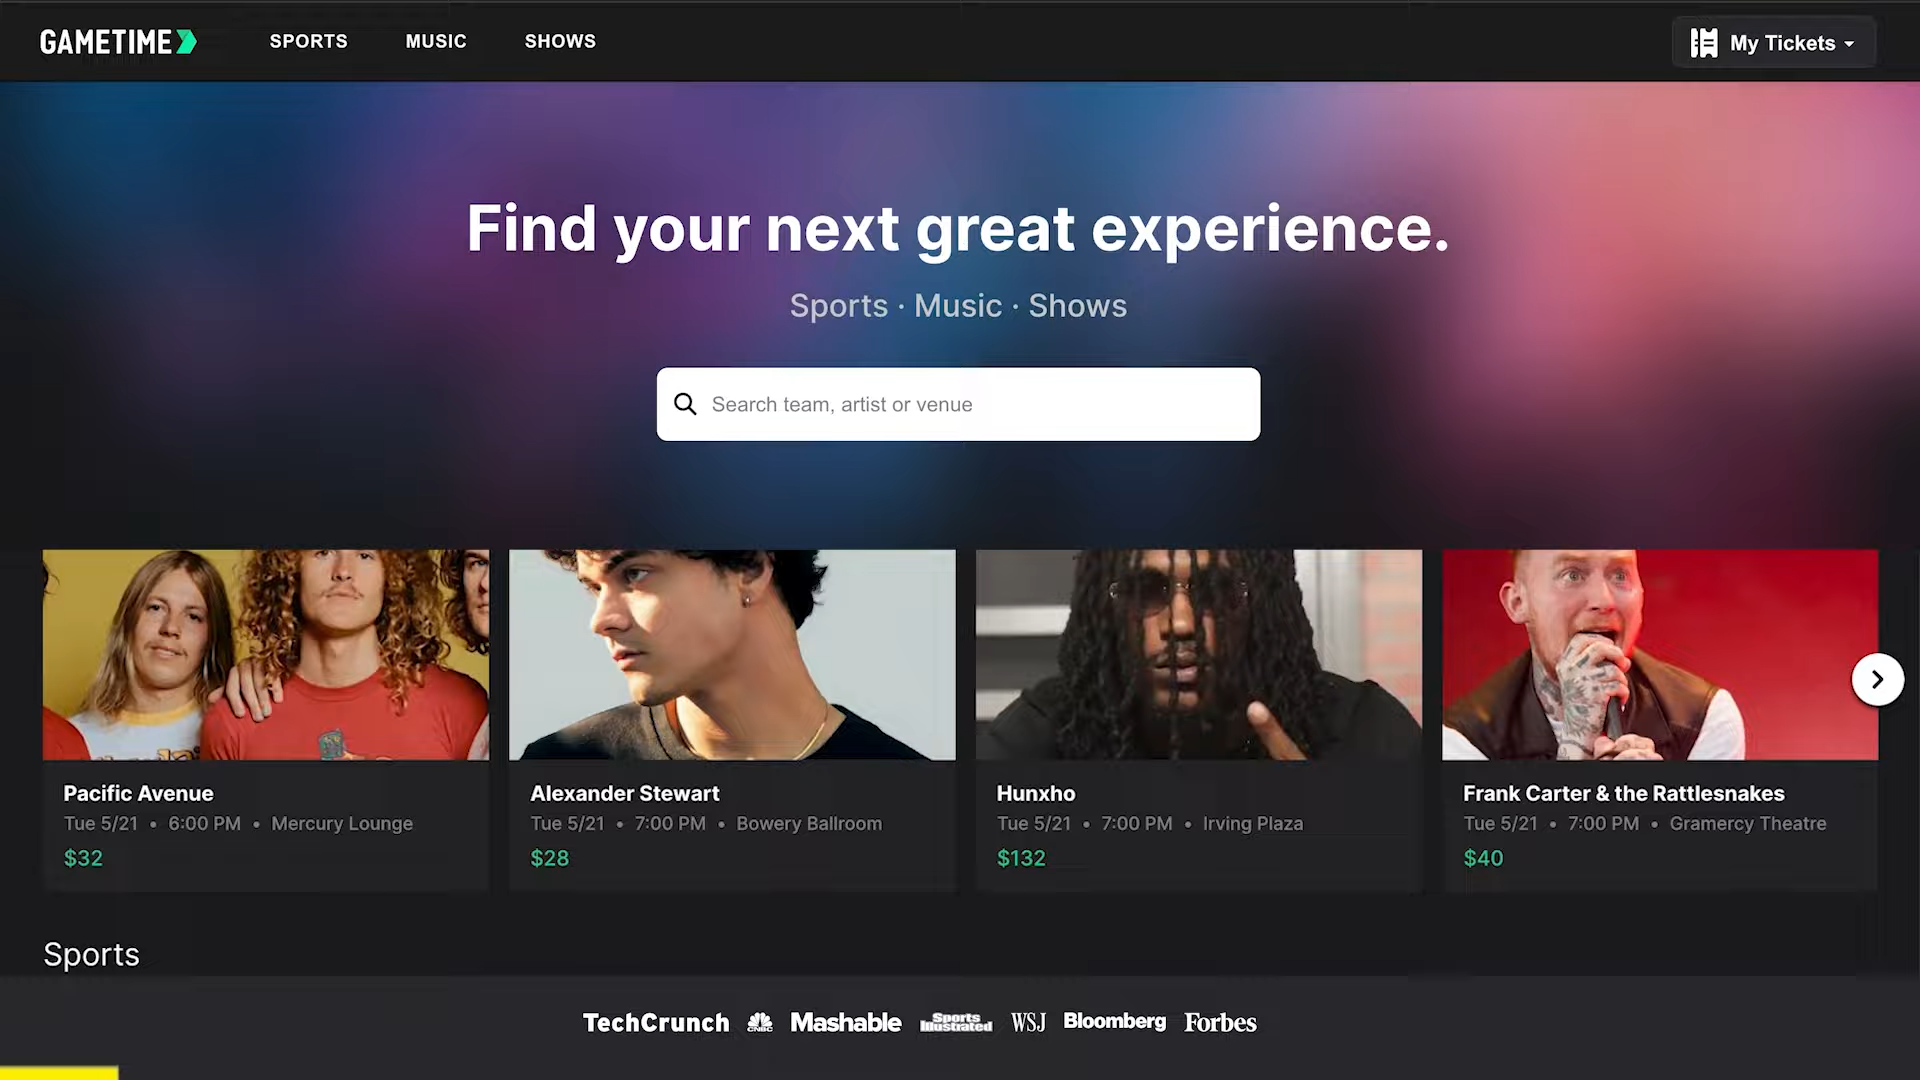 GAMETIME
SPORTS
MUSIC
SHOWS
My Tickets
Find your next great experience.
Sports · Music · Shows
Search team, artist or venue
Pacific Avenue
Tue 5/21 • 6:00 PM • Mercury Lounge
$32
Alexander Stewart
Tue 5/21 • 7:00 PM • Bowery Ballroom
$28
Hunxho
Tue 5/21 • 7:00 PM • Irving Plaza
$132
Frank Carter & the Rattlesnakes
Tue 5/21 • 7:00 PM • Gramercy Theatre
$40
Sports
TechCrunch
CNBC
Mashable
Sports Illustrated
WSJ
Bloomberg
Forbes